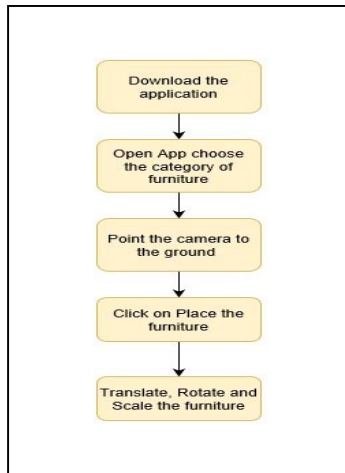 Download the
application
Open App choose
the category of
furniture
Point the camera to
the ground
Click on Place the
furniture
Translate, Rotate and
Scale the furniture